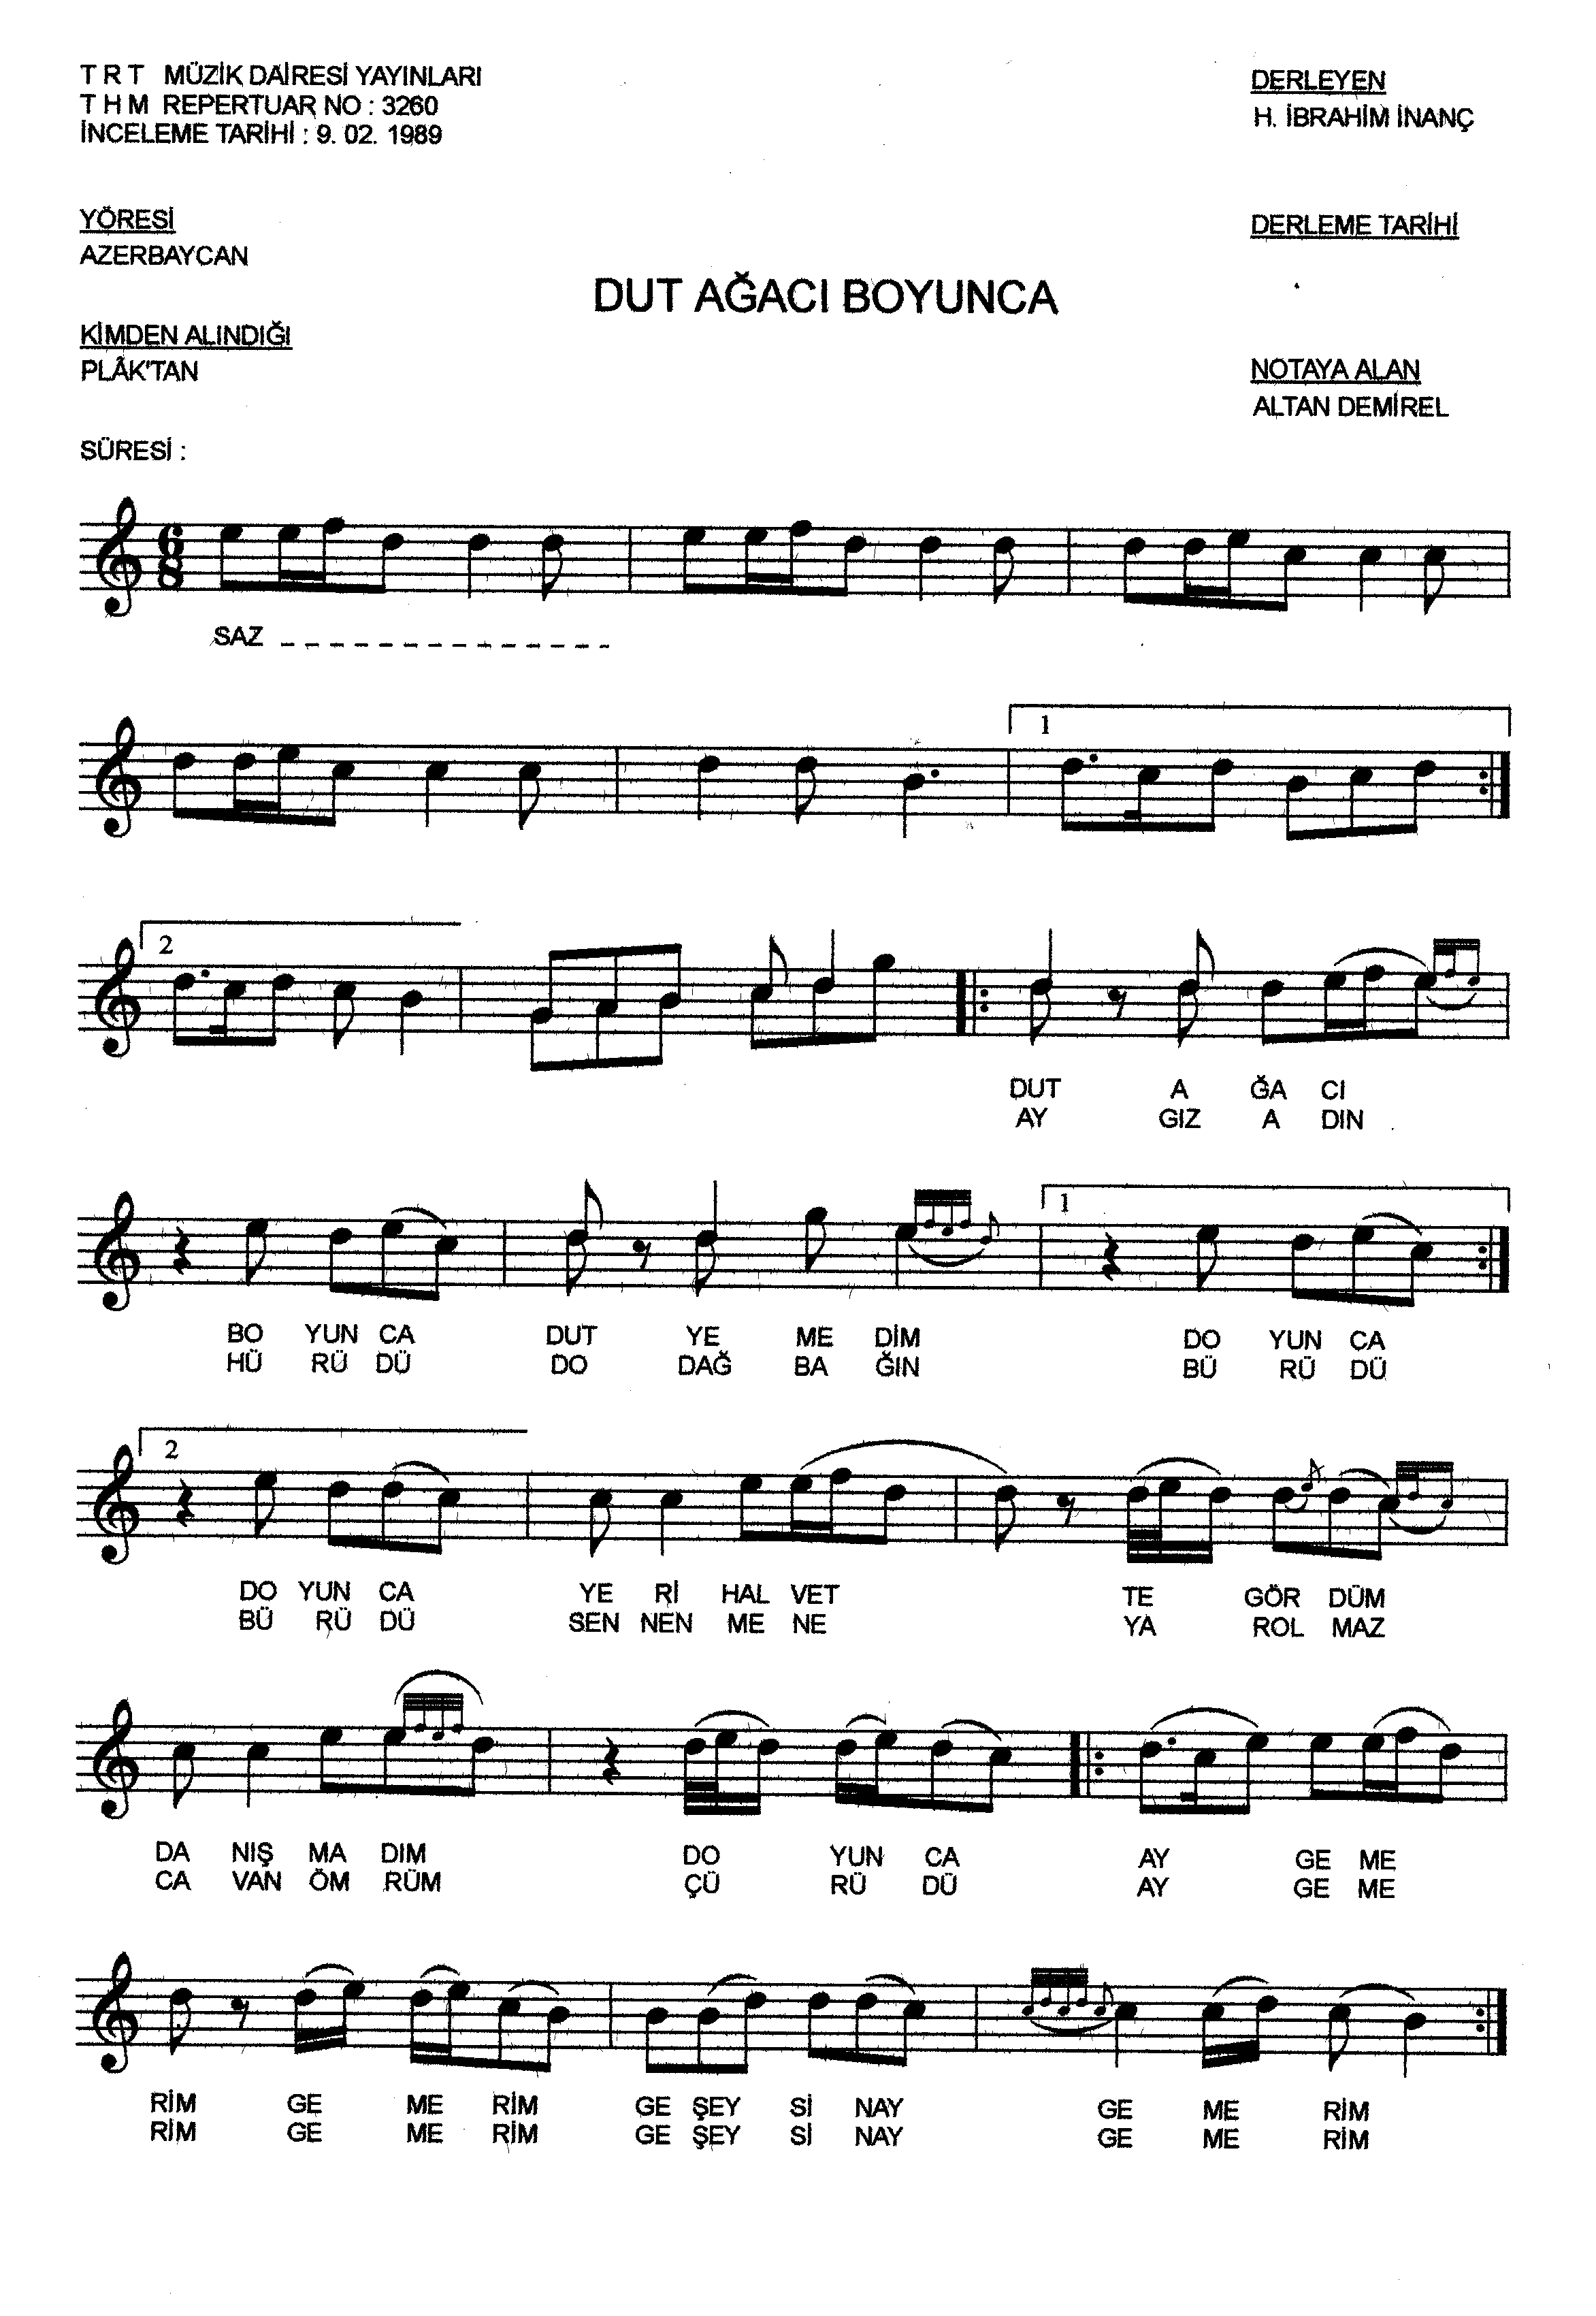 T R T MÜZİK DAİRESİ YAYINLARI
T H M REPERTUAR NO : 3260
İNCELEME TARİHİ : 9. 02. 1989
DERLEYEN
H. İBRAHİM İNANÇ
YÖRESİ
AZERBAYCAN
DERLEME TARİHİ
DUT AĞACI BOYUNCA
KİMDEN ALINDIĞI
PLÂK'TAN
NOTAYA ALAN
ALTAN DEMİREL
SÜRESİ :
SAZ _ _ _ _ _ _ _ _ _ _ _ _ _ _
1
2
DUT A ĞA CI
AY GIZ A DIN
1
BO YUN CA DUT YE ME DİM DO YUN CA
HÜ RÜ DÜ DO DAĞ BA ĞIN BÜ RÜ DÜ
2
DO YUN CA YE Rİ HAL VET TE GÖR DÜM
BÜ RÜ DÜ SEN NEN ME NE YA ROL MAZ
DA NIŞ MA DIM DO YUN CA AY GE ME
CA VAN ÖM RÜM ÇÜ RÜ DÜ AY GE ME
RİM GE ME RİM GE ŞEY Sİ NAY GE ME RİM
RİM GE ME RİM GE ŞEY Sİ NAY GE ME RİM